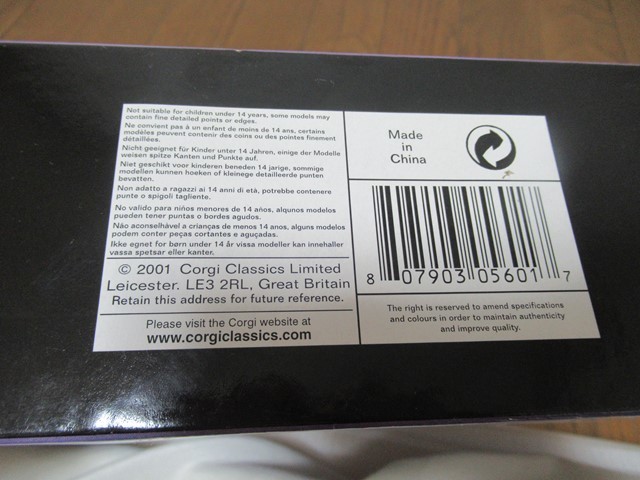 Not suitable for children under 14 years, some models may
contain fine detailed points or edges.
Ne convient pas à un enfant de moins de 14 ans, certains
modèles peuvent contenir des coins ou des pointes finement
détaillées.
Nicht geeignet für Kinder unter 14 Jahren, einige der Modelle
weisen spitze Kanten und Punkte auf.
Niet geschikt voor kinderen beneden 14 jarige, sommige
modellen kunnen hoeken of kleinege detailleerde punten
bevatten.
Non adatto a ragazzi ai 14 anni di età, potrebbe contenere
punte o spigoli tagliente.
No valido para niños menores de 14 años, alqunos modelos
pueden tener puntas o bordes agudos.
Não aconselhável a crianças de menos 14 anos, alguns modelos
podem conter peças cortantes e aguçadas.
Ikke egnet for børn under 14 år vissa modeller kan innehaller
vassa spetsar eller kanter.
© 2001 Corgi Classics Limited
Leicester. LE3 2RL, Great Britain
Retain this address for future reference.
Please visit the Corgi website at
www.corgiclassics.com
Made
in
China
8 07903 05601 7
The right is reserved to amend specifications
and colours in order to maintain authenticity
and improve quality.